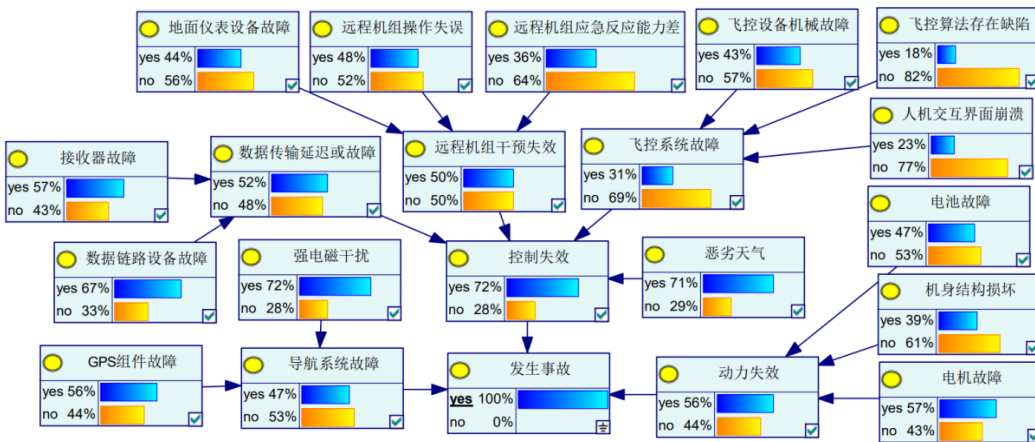 地面仪表设备故障
yes 44%
no 56%
远程机组操作失误
yes 48%
no 52%
远程机组应急反应能力差
yes 36%
no 64%
飞控设备机械故障
yes 43%
no 57%
飞控算法存在缺陷
yes 18%
no 82%
接收器故障
yes 57%
no 43%
数据传输延迟或故障
yes 52%
no 48%
远程机组干预失效
yes 50%
no 50%
飞控系统故障
yes 31%
no 69%
人机交互界面崩溃
yes 23%
no 77%
数据链路设备故障
yes 67%
no 33%
强电磁干扰
yes 72%
no 28%
控制失效
yes 72%
no 28%
恶劣天气
yes 71%
no 29%
电池故障
yes 47%
no 53%
机身结构损坏
yes 39%
no 61%
GPS组件故障
yes 56%
no 44%
导航系统故障
yes 47%
no 53%
发生事故
yes 100%
no 0%
动力失效
yes 56%
no 44%
电机故障
yes 57%
no 43%